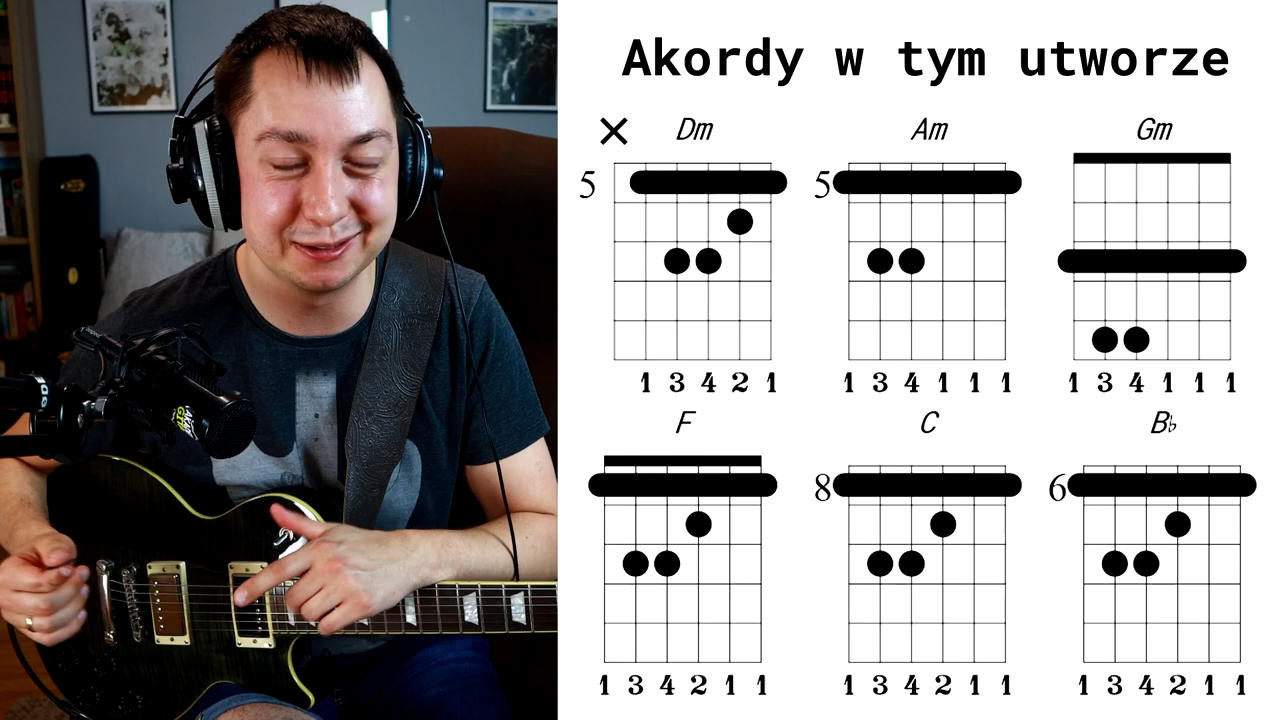 Akordy w tym utworze
× Dm Am Gm
5 5
1 3 4 2 1 1 3 4 1 1 1 1 3 4 1 1 1
F C B♭
8 6
1 3 4 2 1 1 1 3 4 2 1 1 1 3 4 2 1 1